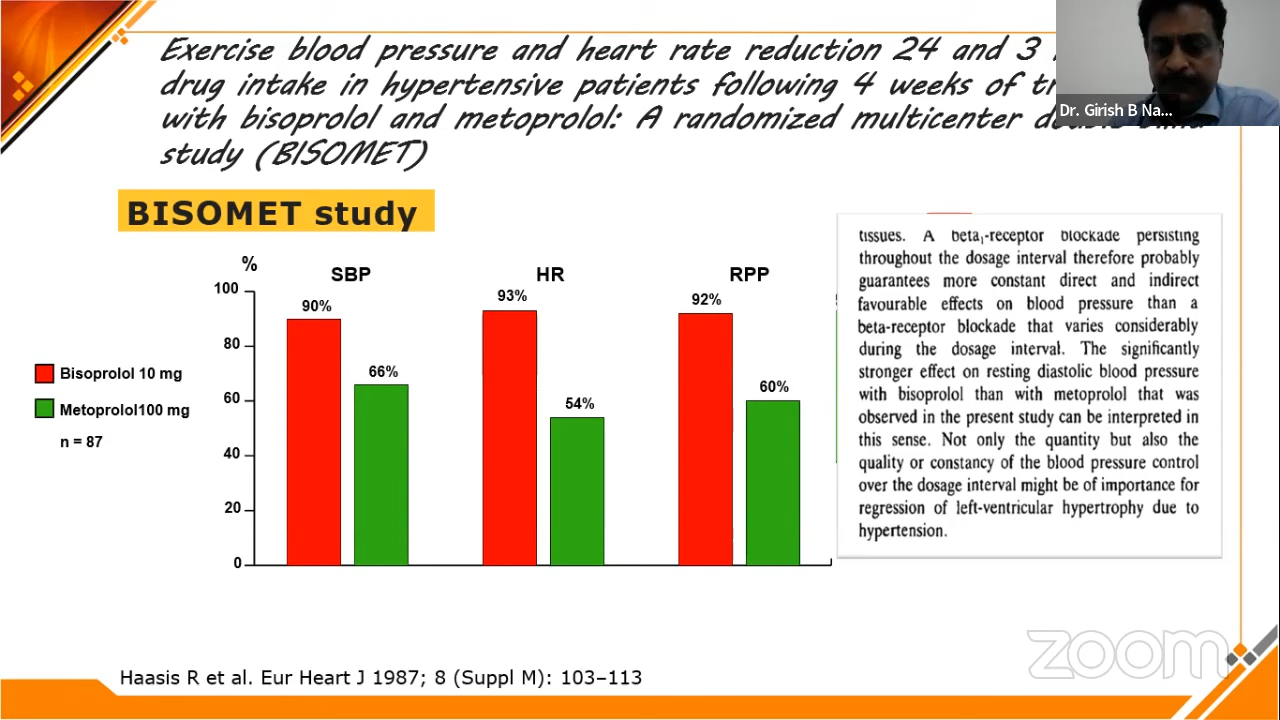 Exercise blood pressure and heart rate reduction 24 and 3
drug intake in hypertensive patients following 4 weeks of
with bisoprolol and metoprolol: A randomized multicenter
study (BISOMET)
Dr. Girish B Na...
BISOMET study
%
SBP
HR
RPP
100
80
60
40
20
0
90%
66%
93%
54%
92%
60%
Bisoprolol 10 mg
Metoprolol100 mg
n = 87
tissues. A beta₁-receptor blockade persisting
throughout the dosage interval therefore probably
guarantees more constant direct and indirect
favourable effects on blood pressure than a
beta-receptor blockade that varies considerably
during the dosage interval. The significantly
stronger effect on resting diastolic blood pressure
with bisoprolol than with metoprolol that was
observed in the present study can be interpreted in
this sense. Not only the quantity but also the
quality or constancy of the blood pressure control
over the dosage interval might be of importance for
regression of left-ventricular hypertrophy due to
hypertension.
zoom
Haasis R et al. Eur Heart J 1987; 8 (Suppl M): 103–113